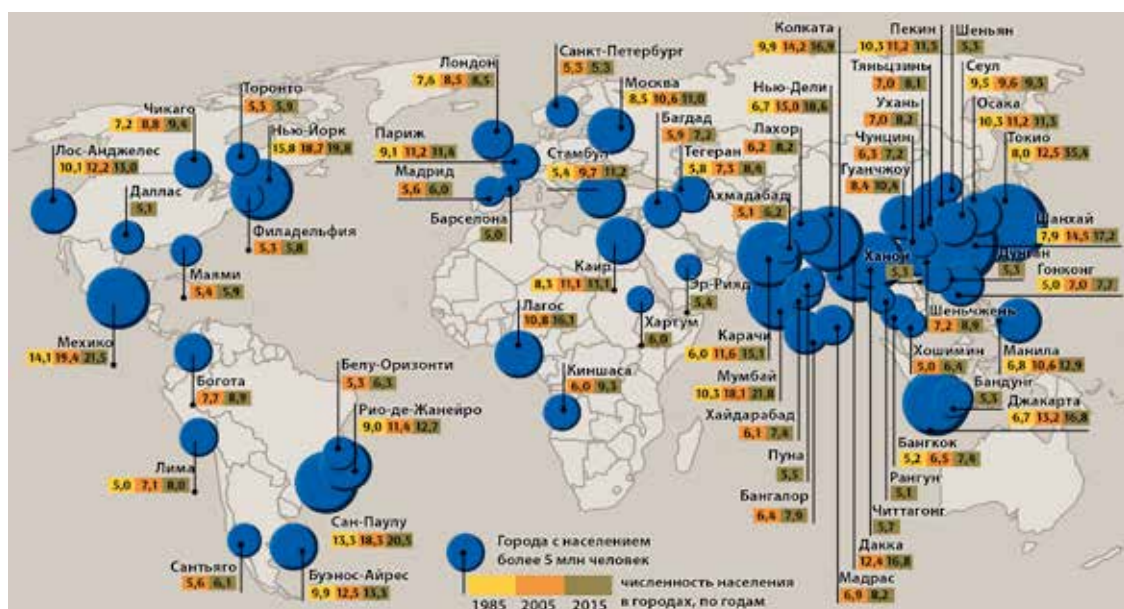 Торонто
5,3 5,9
Чикаго
7,2 8,8 9,4
Нью-Йорк
15,8 18,7 19,8
Лос-Анджелес
10,1 12,2 13,0
Даллас
5,1
Филадельфия
5,3 5,8
Маями
5,4 5,9
Мехико
14,1 19,4 21,5
Богота
7,7 8,9
Лима
5,0 7,1 8,0
Сантьяго
5,6 6,1
Буэнос-Айрес
9,9 12,5 13,3
Сан-Паулу
13,3 18,3 20,5
Рио-де-Жанейро
9,0 11,4 12,7
Белу-Оризонти
5,3 6,3
Лондон
7,6 8,5 8,5
Париж
9,1 11,2 11,4
Мадрид
5,6 6,0
Барселона
5,0
Санкт-Петербург
5,3 5,3
Москва
8,5 10,6 11,0
Стамбул
5,4 9,7 11,2
Багдад
5,9 7,2
Тегеран
5,8 7,3 8,4
Каир
8,3 11,1 13,1
Эр-Рияд
5,4
Лагос
10,8 16,1
Хартум
6,0
Киншаса
6,0 9,3
Колката
9,9 14,2 16,9
Нью-Дели
6,7 15,0 18,6
Лахор
6,2 8,2
Ахмадабад
5,1 6,2
Карачи
6,0 11,6 15,1
Мумбай
10,3 18,1 21,8
Хайдарабад
6,1 7,4
Пуна
5,5
Бангалор
6,4 7,9
Мадрас
6,9 8,2
Дакка
12,4 16,8
Читтагонг
5,7
Рангун
5,1
Бангкок
5,2 6,5 7,4
Пекин
10,3 11,2 11,3
Шеньян
5,3
Тяньцзинь
7,0 8,1
Сеул
9,5 9,6 9,5
Ухань
7,0 8,2
Осака
10,3 11,2 11,3
Чунцин
6,3 7,2
Токио
8,0 12,5 35,4
Гуанчжоу
8,4 10,4
Шанхай
7,9 14,5 17,2
Ханой
5,3
Дунган
5,3
Гонконг
5,0 7,0 7,7
Шеньчжень
7,2 8,9
Хошимин
5,0 6,4
Манила
6,8 10,6 12,9
Бандунг
5,3
Джакарта
6,7 13,2 16,8
Города с населением
более 5 млн человек
численность населения
в городах, по годам
1985 2005 2015